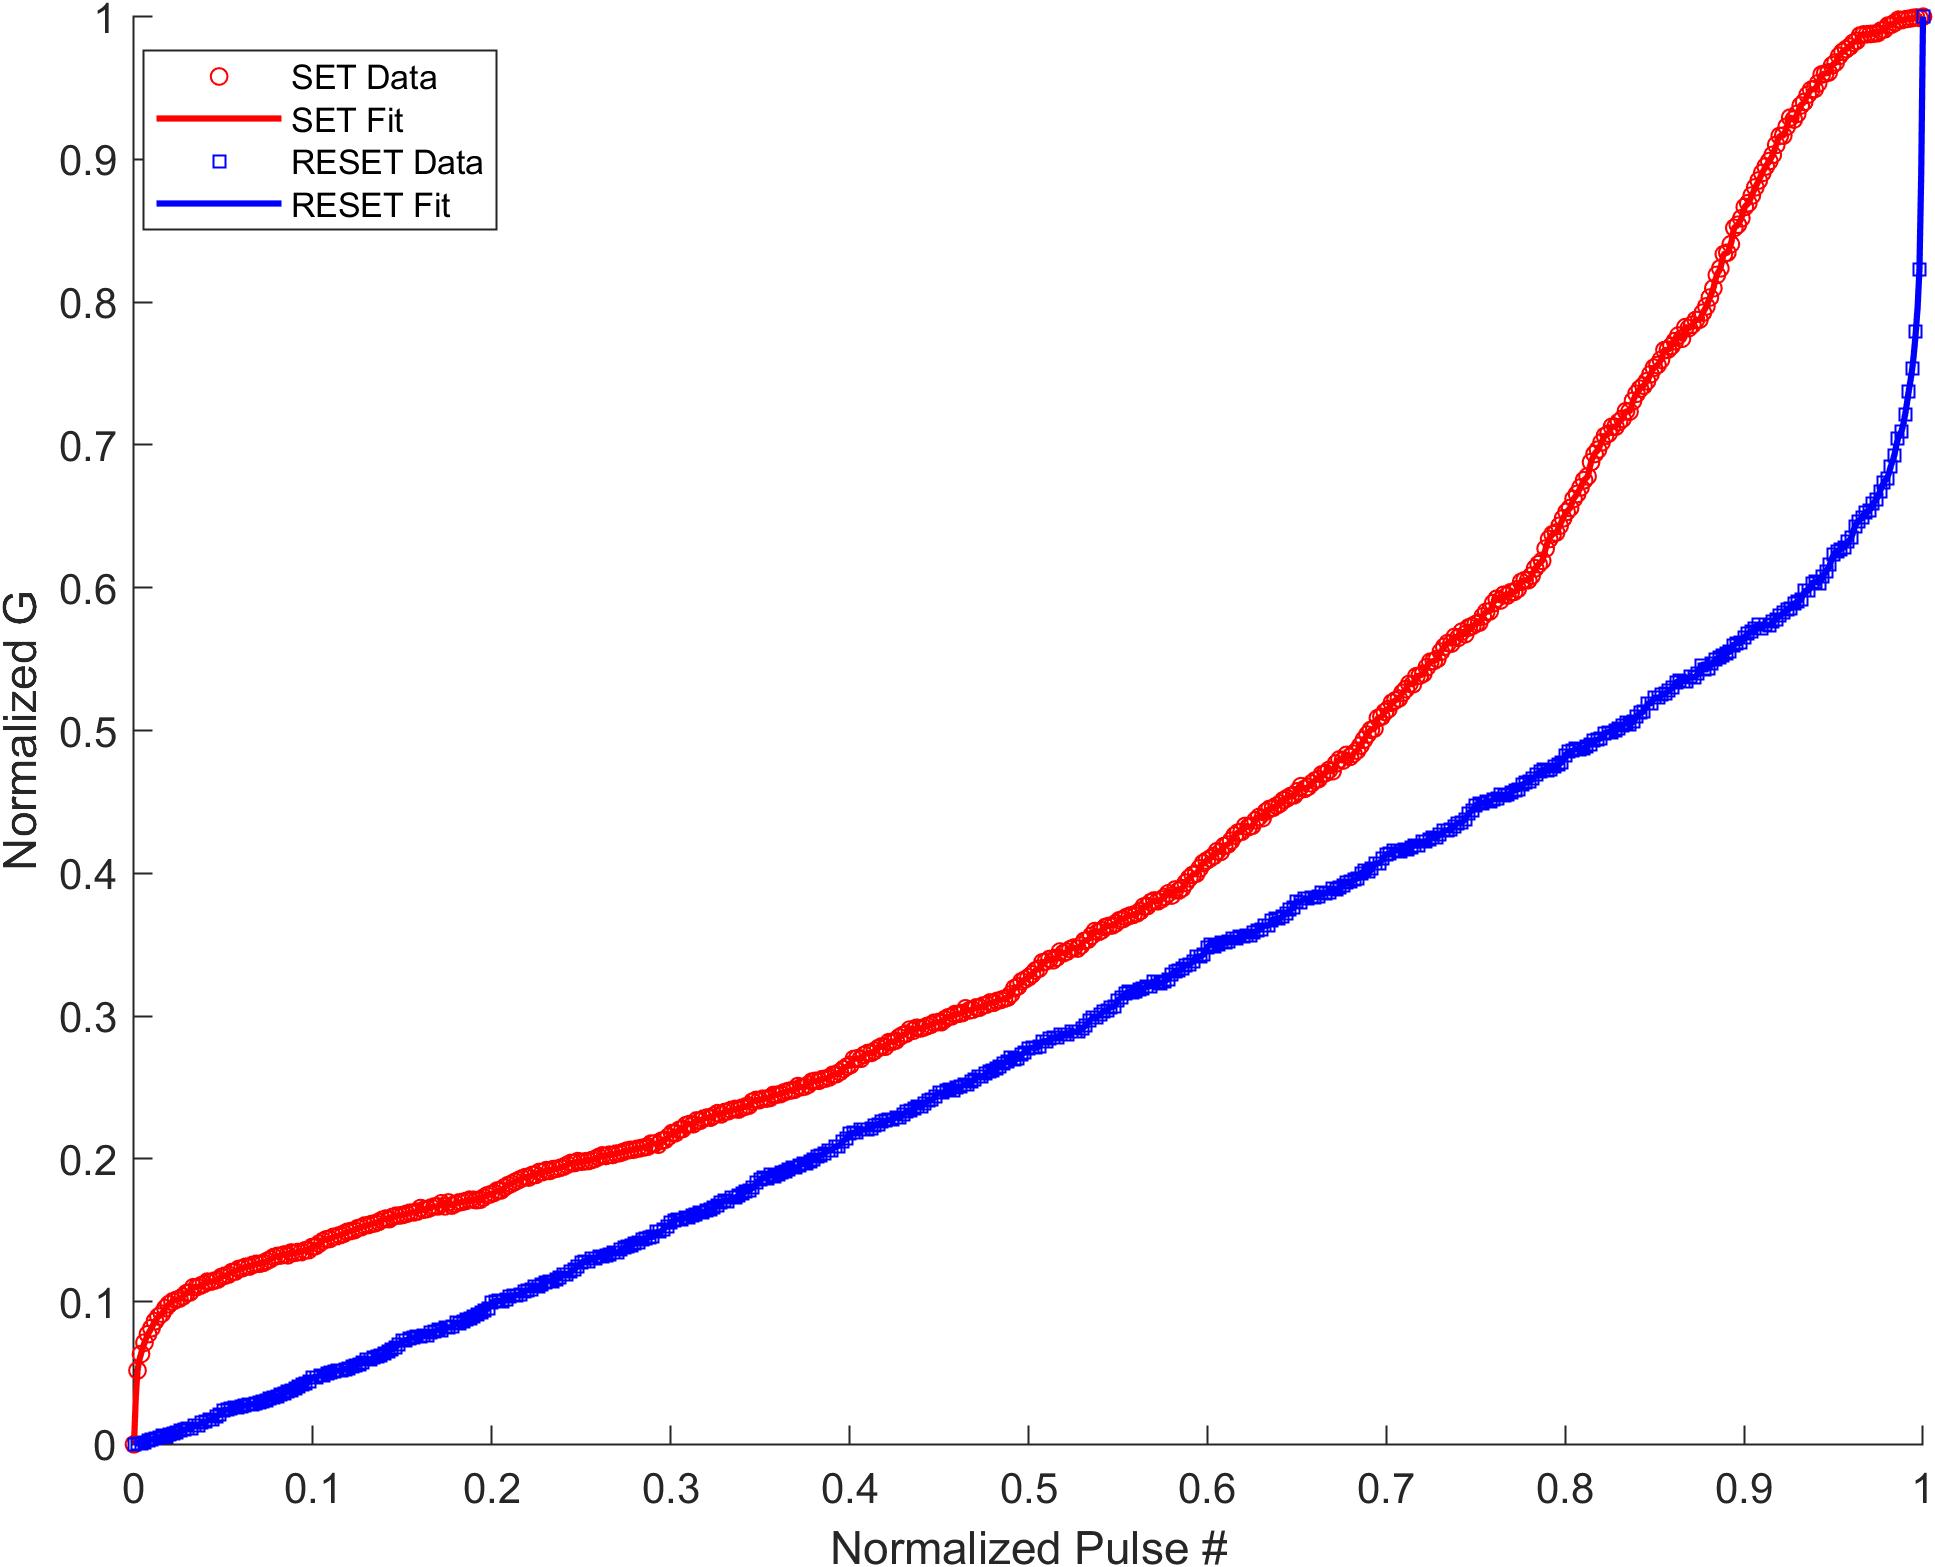 SET Data
SET Fit
RESET Data
RESET Fit
1
0.9
0.8
0.7
0.6
0.5
0.4
0.3
0.2
0.1
0
Normalized G
0 0.1 0.2 0.3 0.4 0.5 0.6 0.7 0.8 0.9 1
Normalized Pulse #